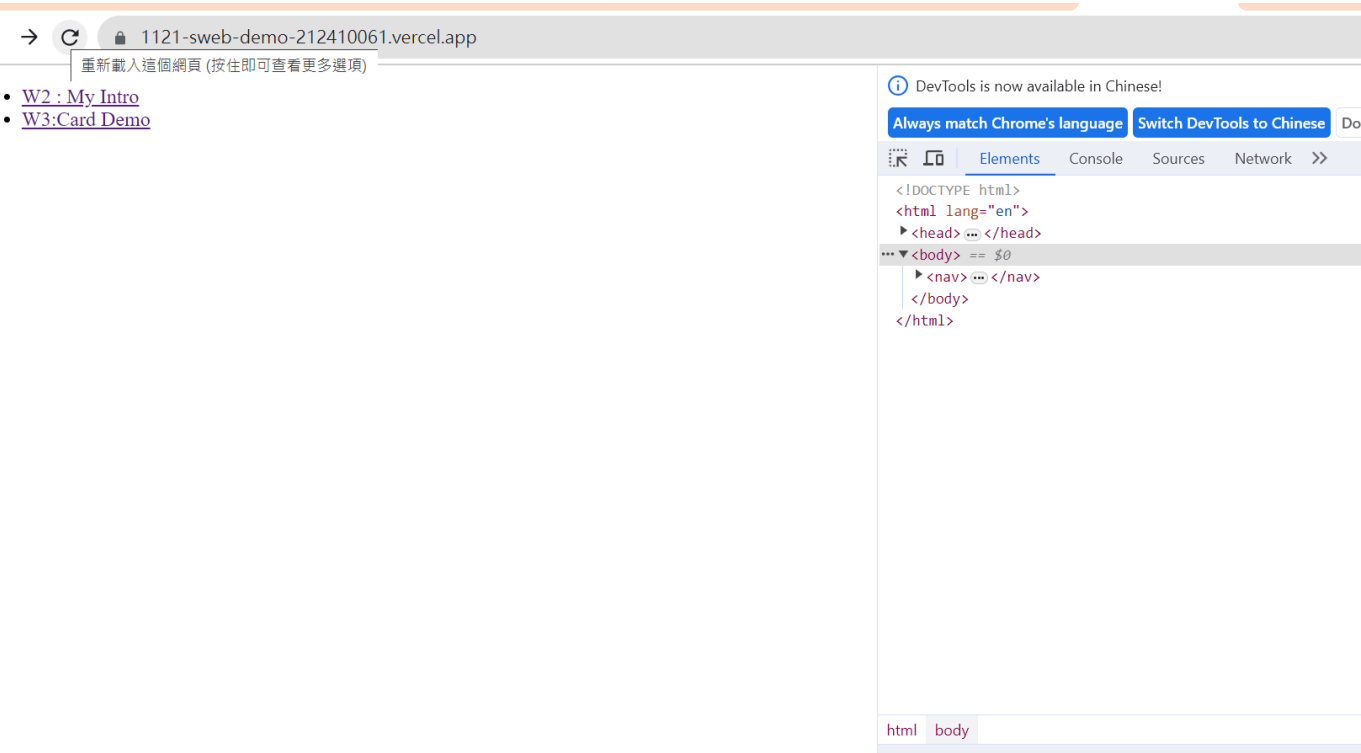 1121-sweb-demo-212410061.vercel.app
重新載入這個網頁 (按住即可查看更多選項)
W2 : My Intro
W3:Card Demo
DevTools is now available in Chinese!
Always match Chrome's language Switch DevTools to Chinese Do
Elements Console Sources Network
<!DOCTYPE html>
<html lang="en">
<head> ••• </head>
••• <body> == $0
<nav> ••• </nav>
</body>
</html>
html body